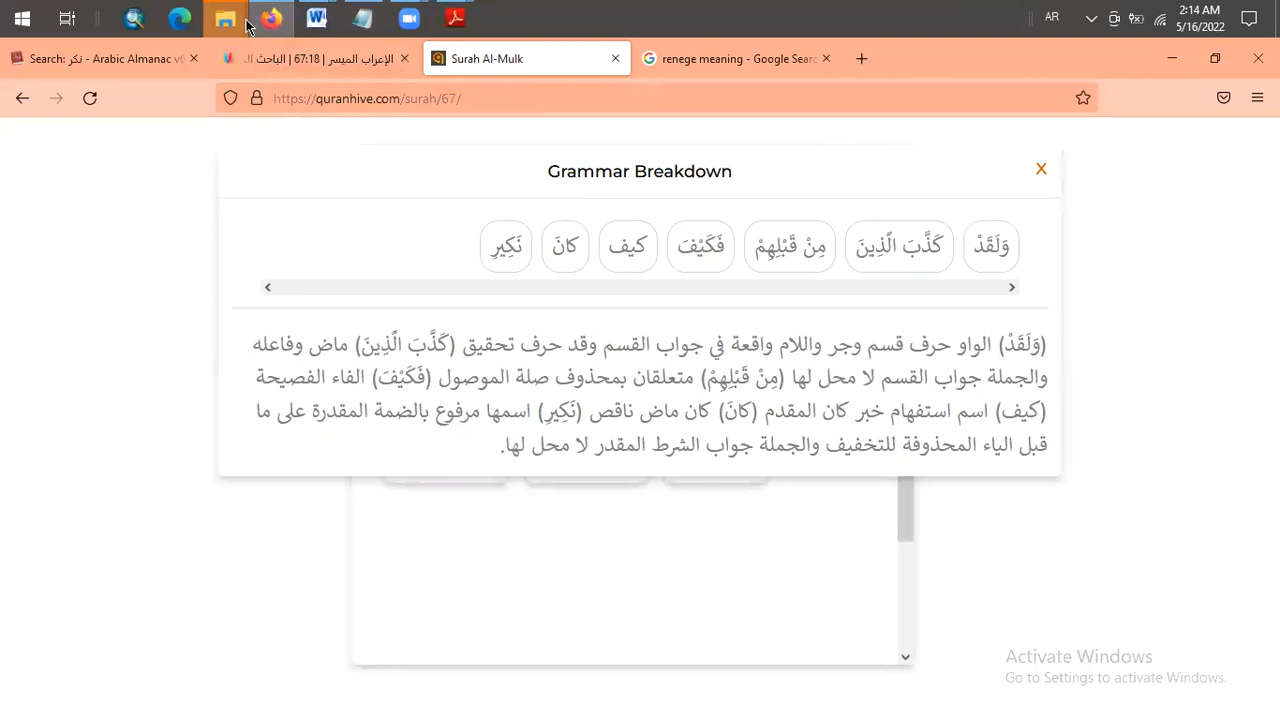 AR
2:14 AM
5/16/2022
Search: نكر - Arabic Almanac v6
الإعراب الميسر | 67:18 | الباحث ال
Surah Al-Mulk
renege meaning - Google Searc
https://quranhive.com/surah/67/
Grammar Breakdown
X
وَلَقَدْ
كَذَّبَ الَّذِينَ
مِنْ قَبْلِهِمْ
فَكَيْفَ
كيف
كانَ
نَكِيرِ
(وَلَقَدْ) الواو حرف قسم وجر واللام واقعة في جواب القسم وقد حرف تحقيق (كَذَّبَ الَّذِينَ) ماض وفاعله
والجملة جواب القسم لا محل لها (مِنْ قَبْلِهِمْ) متعلقان بمحذوف صلة الموصول (فَكَيْفَ) الفاء الفصيحة
(كيف) اسم استفهام خبر كان المقدم (كانَ) كان ماض ناقص (نَكِيرِ) اسمها مرفوع بالضمة المقدرة على ما
قبل الياء المحذوفة للتخفيف والجملة جواب الشرط المقدر لا محل لها.
Activate Windows
Go to Settings to activate Windows.